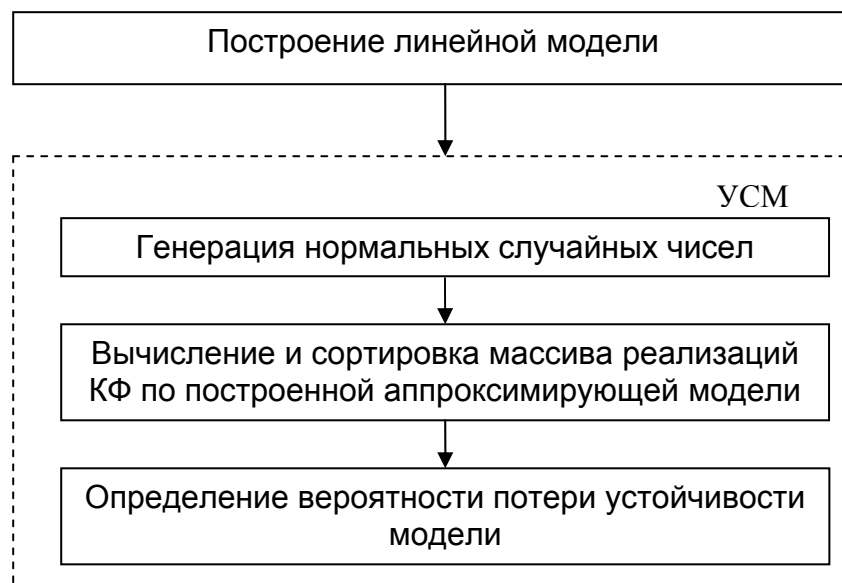 Построение линейной модели
УСМ
Генерация нормальных случайных чисел
Вычисление и сортировка массива реализаций
КФ по построенной аппроксимирующей модели
Определение вероятности потери устойчивости
модели